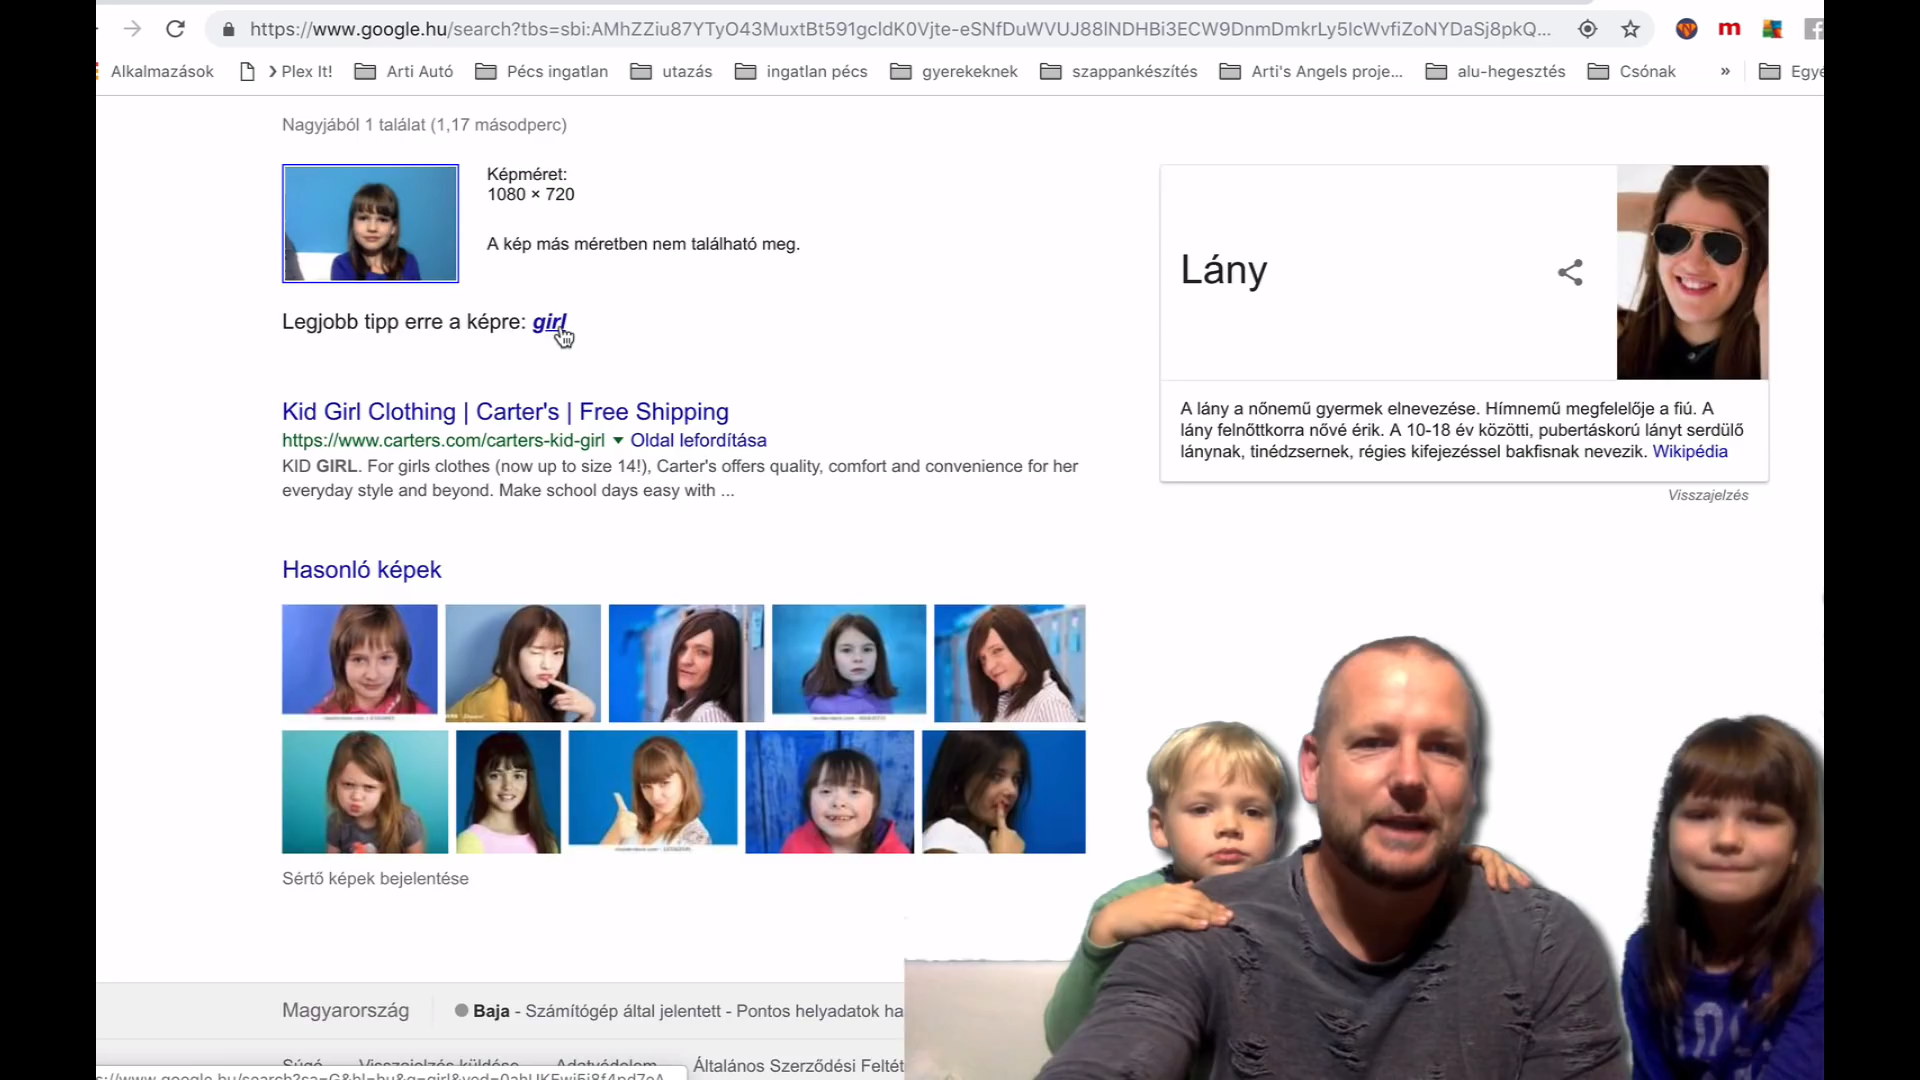 https://www.google.hu/search?tbs=sbi:AMhZZiu87YTyO43MuxtBt591gcldK0Vjte-eSNfDuWVUJ88lNDHBi3ECW9DnmDmkrLy5lcWvfiZoNYDaSj8pkQ...
Alkalmazások
Plex It!
Arti Autó
Pécs ingatlan
utazás
ingatlan pécs
gyerekeknek
szappankészítés
Arti's Angels proje...
alu-hegesztés
Csónak
»
Nagyjából 1 találat (1,17 másodperc)
Képméret:
1080 × 720
A kép más méretben nem található meg.
Legjobb tipp erre a képre: girl
Kid Girl Clothing | Carter's | Free Shipping
https://www.carters.com/carters-kid-girl ▾ Oldal lefordítása
KID GIRL. For girls clothes (now up to size 14!), Carter's offers quality, comfort and convenience for her
everyday style and beyond. Make school days easy with ...
Hasonló képek
Sértő képek bejelentése
Lány
A lány a nőnemű gyermek elnevezése. Hímnemű megfelelője a fiú. A
lány felnőttkorra nővé érik. A 10-18 év közötti, pubertáskorú lányt serdülő
lánynak, tinédzsernek, régies kifejezéssel bakfisnak nevezik. Wikipédia
Visszajelzés
Magyarország
Baja - Számítógép által jelentett - Pontos helyadatok ha
Súgó
Visszajelzés küldése
Adatvédelem
Általános Szerződési Feltét